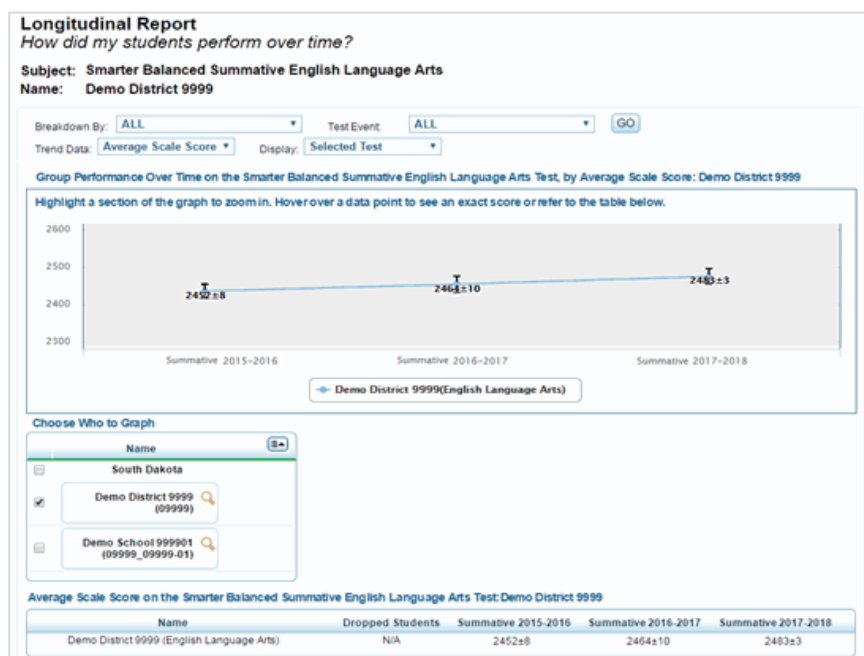 Longitudinal Report
How did my students perform over time?
Subject: Smarter Balanced Summative English Language Arts
Name: Demo District 9999
Breakdown By: ALL Test Event: ALL GO
Trend Data: Average Scale Score Display: Selected Test
Group Performance Over Time on the Smarter Balanced Summative English Language Arts Test, by Average Scale Score: Demo District 9999
Highlight a section of the graph to zoom in. Hover over a data point to see an exact score or refer to the table below.
2600
2500
2400
2300
2452±8 2464±10 2483±3
Summative 2015-2016 Summative 2016-2017 Summative 2017-2018
Demo District 9999(English Language Arts)
Choose Who to Graph
Name
South Dakota
Demo District 9999
(09999)
Demo School 999901
(09999_09999-01)
Average Scale Score on the Smarter Balanced Summative English Language Arts Test:Demo District 9999
Name Dropped Students Summative 2015-2016 Summative 2016-2017 Summative 2017-2018
Demo District 9999 (English Language Arts) N/A 2452±8 2464±10 2483±3